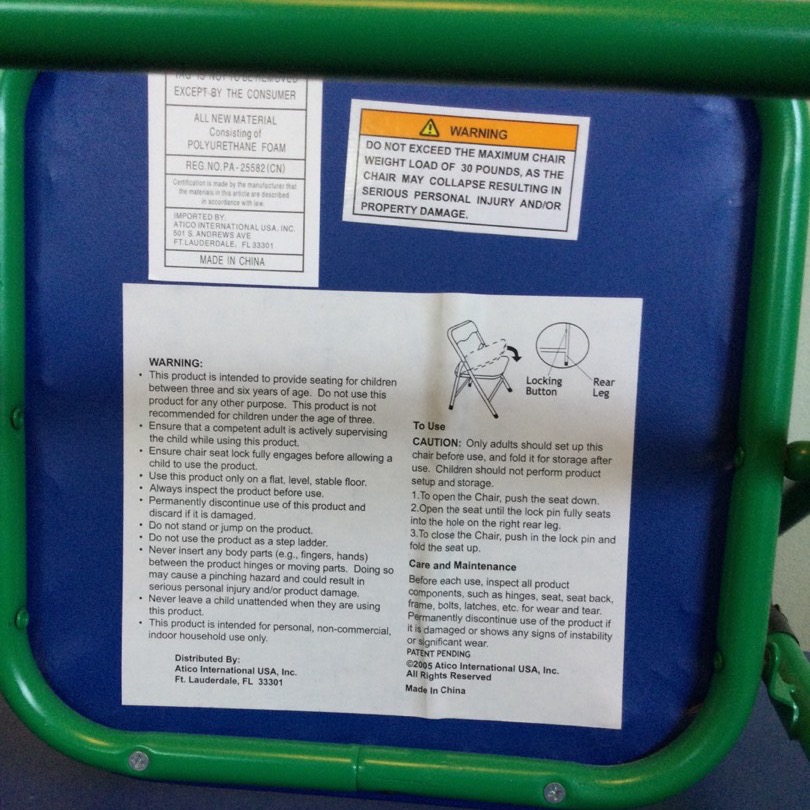 TAG IS NOT TO BE REMOVED
EXCEPT BY THE CONSUMER
ALL NEW MATERIAL
Consisting of
POLYURETHANE FOAM
REG.NO.PA-25582(CN)
Certification is made by the manufacturer that
the materials in this article are described
in accordance with law.
IMPORTED BY:
ATICO INTERNATIONAL USA, INC.
501 S. ANDREWS AVE
FT.LAUDERDALE, FL 33301
MADE IN CHINA
WARNING
DO NOT EXCEED THE MAXIMUM CHAIR
WEIGHT LOAD OF 30 POUNDS, AS THE
CHAIR MAY COLLAPSE RESULTING IN
SERIOUS PERSONAL INJURY AND/OR
PROPERTY DAMAGE.
WARNING:
• This product is intended to provide seating for children
between three and six years of age. Do not use this
product for any other purpose. This product is not
recommended for children under the age of three.
• Ensure that a competent adult is actively supervising
the child while using this product.
• Ensure chair seat lock fully engages before allowing a
child to use the product.
• Use this product only on a flat, level, stable floor.
• Always inspect the product before use.
• Permanently discontinue use of this product and
discard if it is damaged.
• Do not stand or jump on the product.
• Do not use the product as a step ladder.
• Never insert any body parts (e.g., fingers, hands)
between the product hinges or moving parts. Doing so
may cause a pinching hazard and could result in
serious personal injury and/or product damage.
• Never leave a child unattended when they are using
this product.
• This product is intended for personal, non-commercial,
indoor household use only.
Distributed By:
Atico International USA, Inc.
Ft. Lauderdale, FL 33301
Locking
Button
Rear
Leg
To Use
CAUTION: Only adults should set up this
chair before use, and fold it for storage after
use. Children should not perform product
setup and storage.
1.To open the Chair, push the seat down.
2.Open the seat until the lock pin fully seats
into the hole on the right rear leg.
3.To close the Chair, push in the lock pin and
fold the seat up.
Care and Maintenance
Before each use, inspect all product
components, such as hinges, seat, seat back,
frame, bolts, latches, etc. for wear and tear.
Permanently discontinue use of the product if
it is damaged or shows any signs of instability
or significant wear.
PATENT PENDING
©2005 Atico International USA, Inc.
All Rights Reserved
Made In China